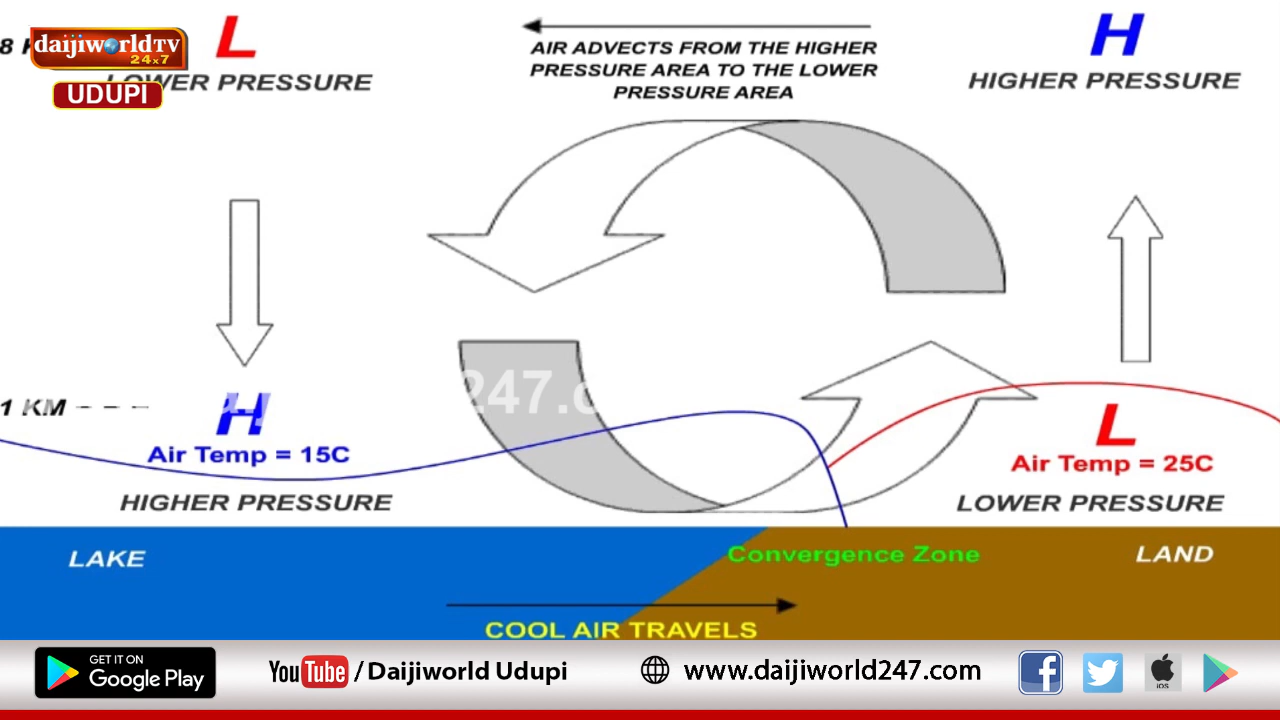 8
daijiworldTV
24x7
UDUPI
L
LOWER PRESSURE
AIR ADVECTS FROM THE HIGHER
PRESSURE AREA TO THE LOWER
PRESSURE AREA
H
HIGHER PRESSURE
1 KM
247.c
H
Air Temp = 15C
HIGHER PRESSURE
L
Air Temp = 25C
LOWER PRESSURE
LAKE
Convergence Zone
LAND
COOL AIR TRAVELS
GET IT ON
Google Play
YouTube /Daijiworld Udupi
www.daijiworld247.com
f
iOS